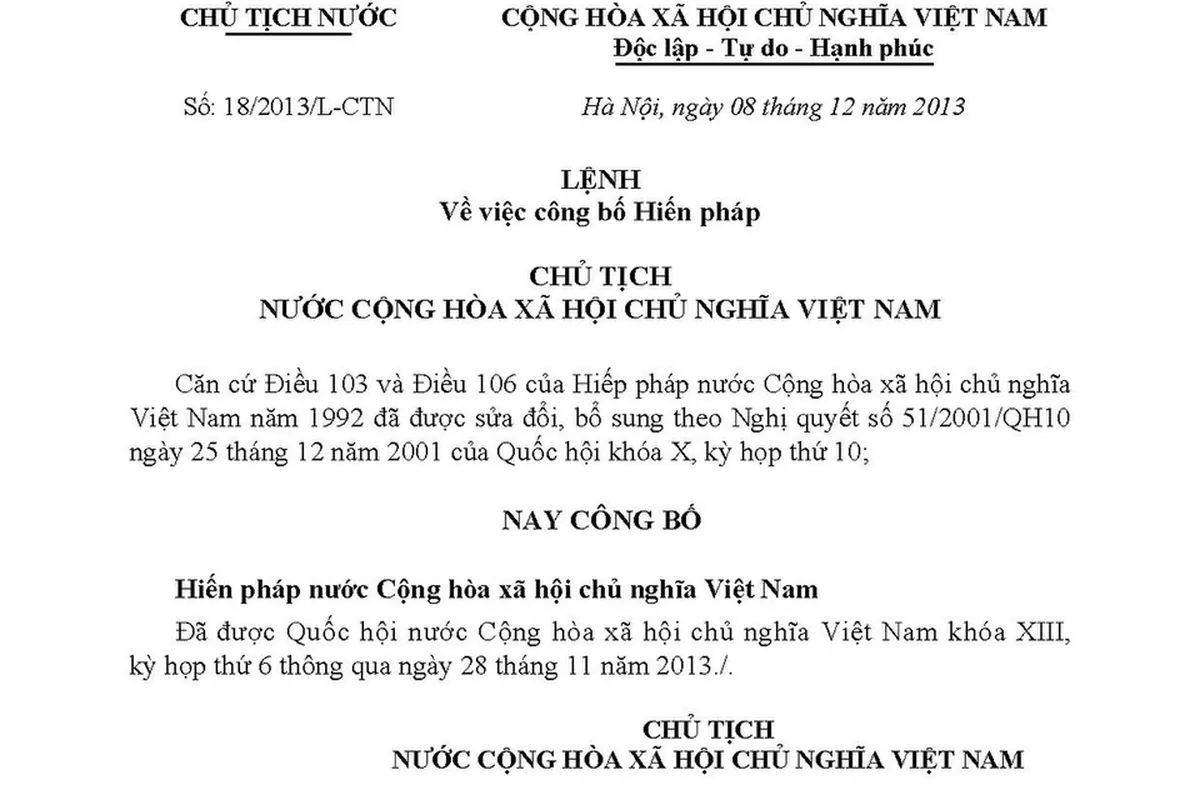 CHỦ TỊCH NƯỚC
CỘNG HÒA XÃ HỘI CHỦ NGHĨA VIỆT NAM
Độc lập - Tự do - Hạnh phúc
Số: 18/2013/L-CTN
Hà Nội, ngày 08 tháng 12 năm 2013
LỆNH
Về việc công bố Hiến pháp
CHỦ TỊCH
NƯỚC CỘNG HÒA XÃ HỘI CHỦ NGHĨA VIỆT NAM
Căn cứ Điều 103 và Điều 106 của Hiếp pháp nước Cộng hòa xã hội chủ nghĩa
Việt Nam năm 1992 đã được sửa đổi, bổ sung theo Nghị quyết số 51/2001/QH10
ngày 25 tháng 12 năm 2001 của Quốc hội khóa X, kỳ họp thứ 10;
NAY CÔNG BỐ
Hiến pháp nước Cộng hòa xã hội chủ nghĩa Việt Nam
Đã được Quốc hội nước Cộng hòa xã hội chủ nghĩa Việt Nam khóa XIII,
kỳ họp thứ 6 thông qua ngày 28 tháng 11 năm 2013./.
CHỦ TỊCH
NƯỚC CỘNG HÒA XÃ HỘI CHỦ NGHĨA VIỆT NAM